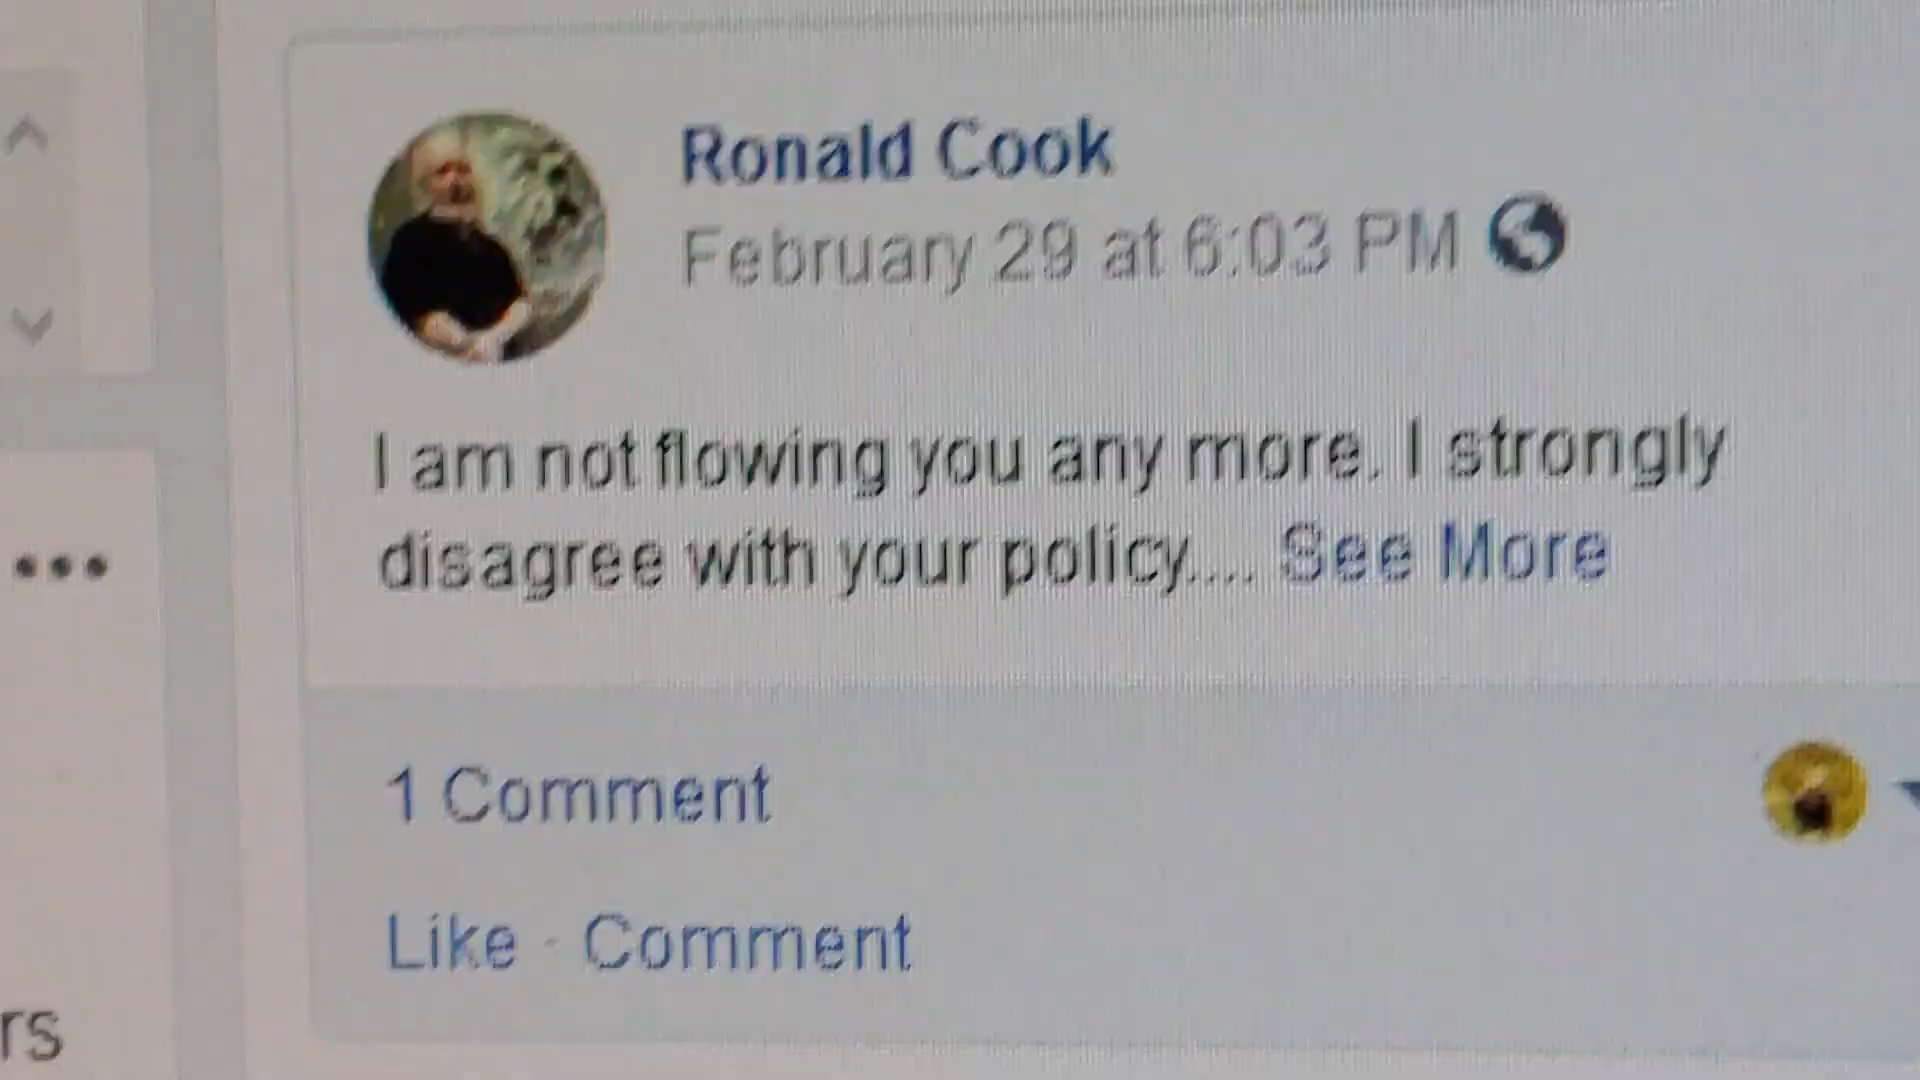 Ronald Cook
February 29 at 6:03 PM
I am not flowing you any more. I strongly
disagree with your policy.... See More
1 Comment
Like · Comment
rs